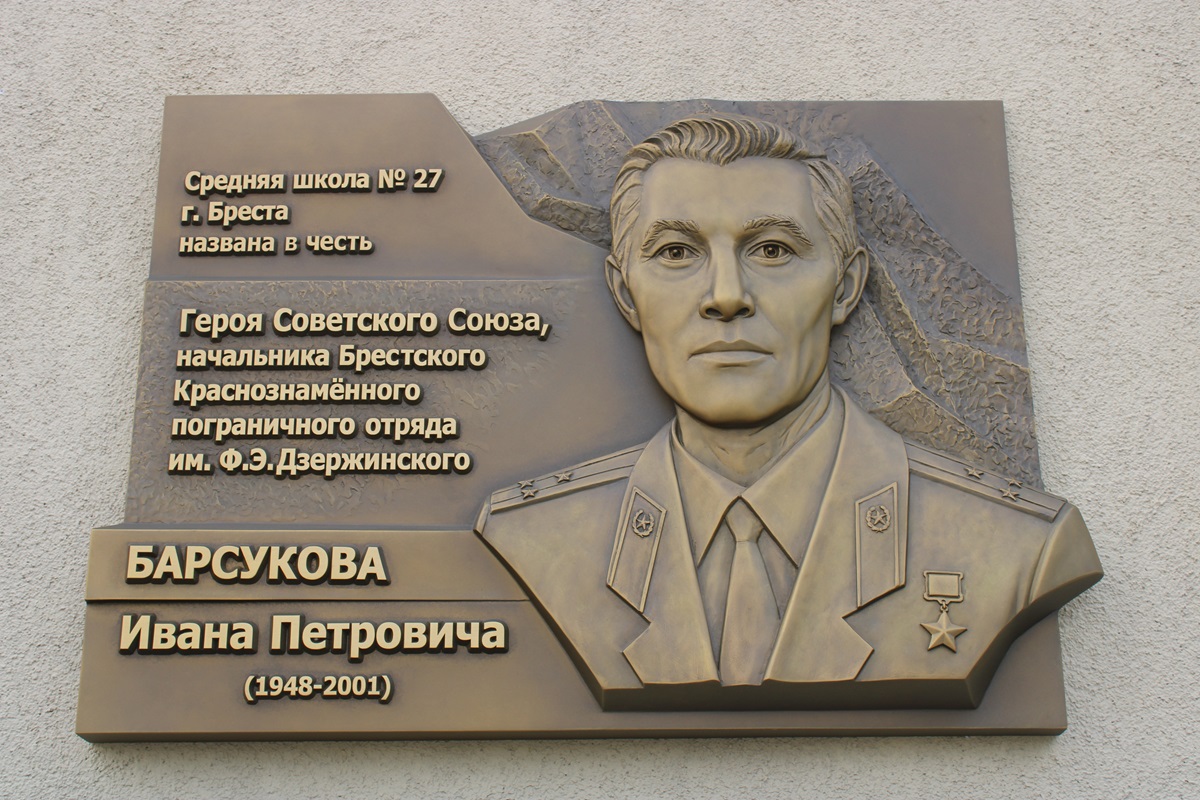 Средняя школа № 27
г. Бреста
названа в честь
Героя Советского Союза,
начальника Брестского
Краснознамённого
пограничного отряда
им. Ф.Э.Дзержинского
БАРСУКОВА
Ивана Петровича
(1948-2001)